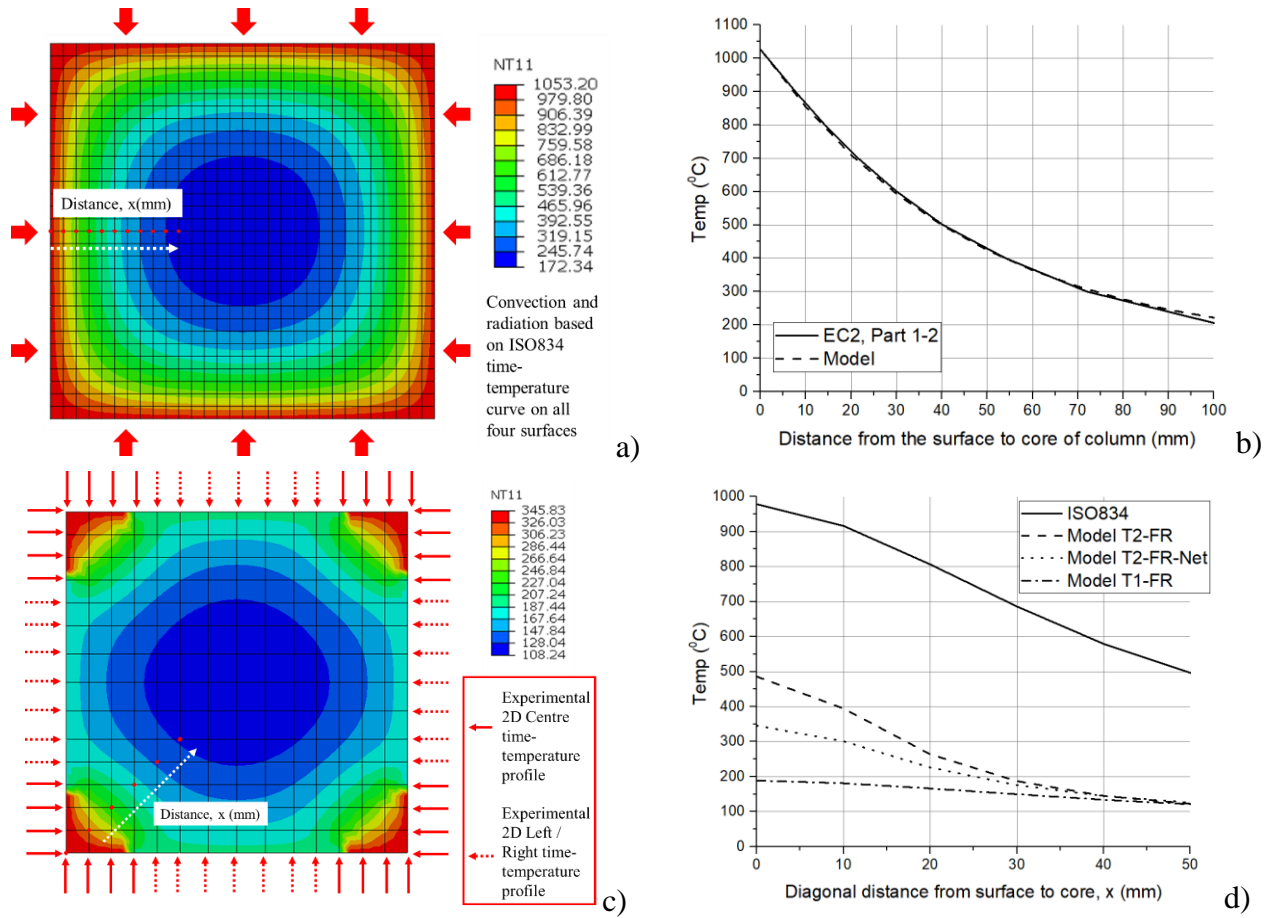 NT11
1053.20
979.80
906.39
832.99
759.58
686.18
612.77
539.36
465.96
392.55
319.15
245.74
172.34
Distance, x(mm)
Convection and
radiation based
on ISO834
time-
temperature
curve on all
four surfaces
a)
1100
1000
900
800
700
600
500
400
300
200
100
0
Temp (⁰C)
EC2, Part 1-2
Model
0 10 20 30 40 50 60 70 80 90 100
Distance from the surface to core of column (mm)
b)
NT11
345.83
326.03
306.23
286.44
266.64
246.84
227.04
207.24
187.44
167.64
147.84
128.04
108.24
Distance, x (mm)
Experimental
2D Centre
time-
temperature
profile
Experimental
2D Left /
Right time-
temperature
profile
c)
1000
900
800
700
600
500
400
300
200
100
0
Temp (⁰C)
ISO834
Model T2-FR
Model T2-FR-Net
Model T1-FR
0 10 20 30 40 50
Diagonal distance from surface to core, x (mm)
d)